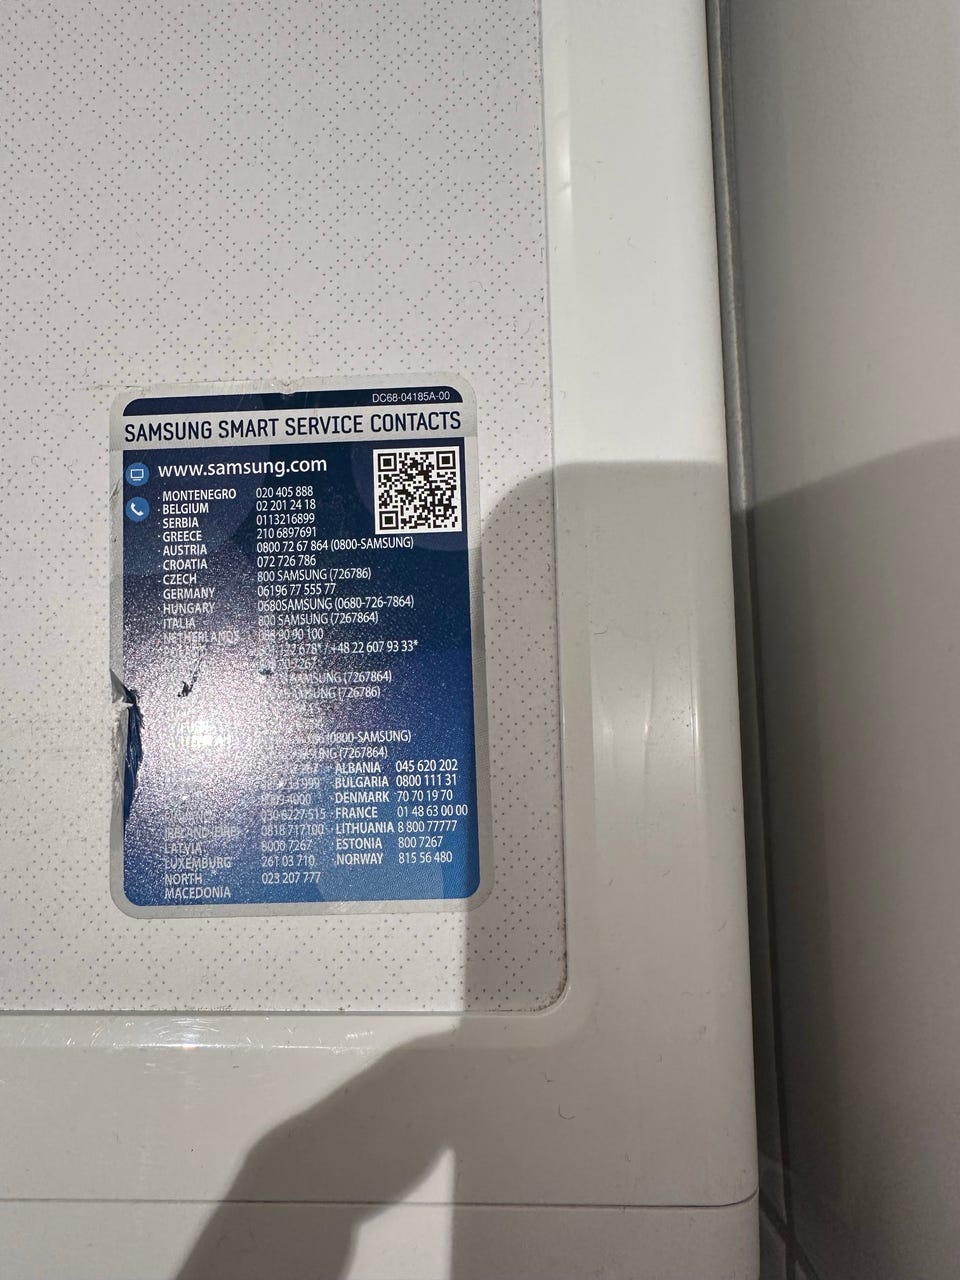 DC68-04185A-00
SAMSUNG SMART SERVICE CONTACTS
www.samsung.com
· MONTENEGRO 020 405 888
· BELGIUM 02 201 24 18
· SERBIA 0113216899
· GREECE 210 6897691
· AUSTRIA 0800 72 67 864 (0800-SAMSUNG)
· CROATIA 072 726 786
· CZECH 800 SAMSUNG (726786)
· GERMANY 06196 77 555 77
· HUNGARY 0680SAMSUNG (0680-726-7864)
· ITALIA 800 SAMSUNG (7267864)
· NETHERLANDS 90 90 100
/ +48 22 607 93 33*
SAMSUNG (7267864)
SAMSUNG (726786)
(0800-SAMSUNG)
(7267864)
· ALBANIA 045 620 202
· BULGARIA 0800 111 31
· DENMARK 70 70 19 70
030-6227 515 · FRANCE 01 48 63 00 00
0818 717100 · LITHUANIA 8 800 77777
· LATVIA 8000 7267 · ESTONIA 800 7267
· LUXEMBURG 261 03 710 · NORWAY 815 56 480
· NORTH 023 207 777
MACEDONIA